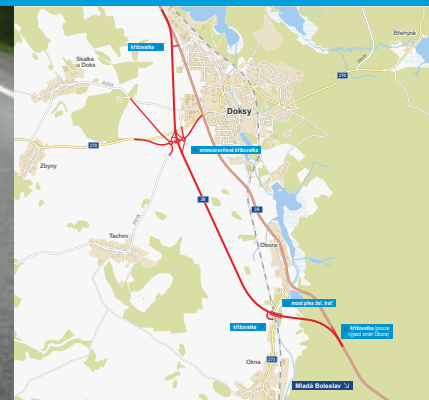 Břehyně
křižovatka
Skalka
u Doks
270
Doksy
mimoúrovňová křižovatka
270
Zbyny
38
38
Tachov
Obora
most přes žel. trať
křižovatka
křižovatka (pouze
výjezd směr Obora)
Okna
273
Mladá Boleslav